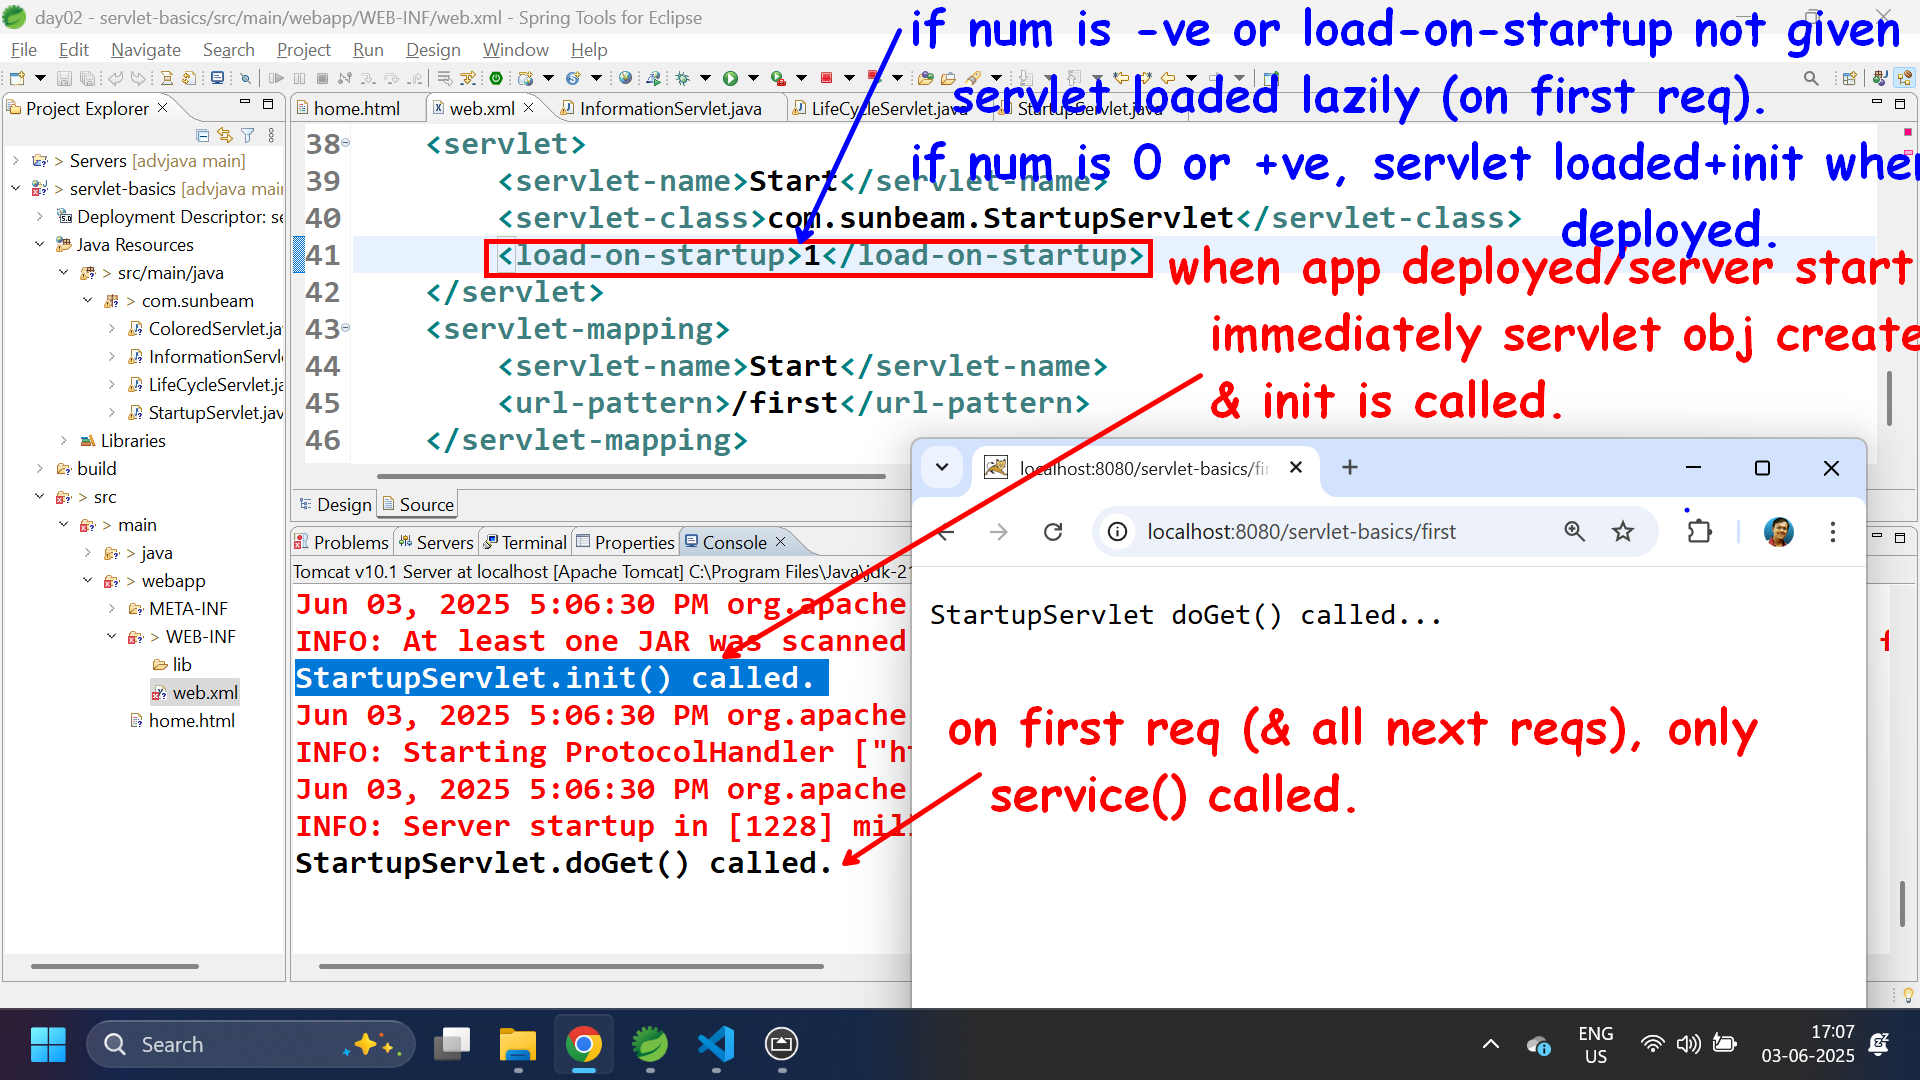 day02 - servlet-basics/src/main/webapp/WEB-INF/web.xml - Spring Tools for Eclipse
if num is -ve or load-on-startup not given
servlet loaded lazily (on first req).
if num is 0 or +ve, servlet loaded+init whe
deployed.
File Edit Navigate Search Project Run Design Window Help
Project Explorer
Servers [advjava main]
servlet-basics [advjava mai
Deployment Descriptor: se
Java Resources
src/main/java
com.sunbeam
ColoredServlet.ja
InformationServl
LifeCycleServlet.ja
StartupServlet.jav
Libraries
build
src
main
java
webapp
META-INF
WEB-INF
lib
web.xml
home.html
home.html web.xml InformationServlet.java LifeCycleServlet.java StartupServlet.java
38 <servlet>
39 <servlet-name>Start</servlet-name>
40 <servlet-class>com.sunbeam.StartupServlet</servlet-class>
41 <load-on-startup>1</load-on-startup>
42 </servlet>
43 <servlet-mapping>
44 <servlet-name>Start</servlet-name>
45 <url-pattern>/first</url-pattern>
46 </servlet-mapping>
when app deployed/server start
immediately servlet obj create
& init is called.
Design Source
Problems Servers Terminal Properties Console
Tomcat v10.1 Server at localhost [Apache Tomcat] C:\Program Files\Java\jdk-21
Jun 03, 2025 5:06:30 PM org.apache
INFO: At least one JAR was scanned
StartupServlet.init() called.
Jun 03, 2025 5:06:30 PM org.apache
INFO: Starting ProtocolHandler ["ht
Jun 03, 2025 5:06:30 PM org.apache
INFO: Server startup in [1228] mill
StartupServlet.doGet() called.
localhost:8080/servlet-basics/fir
localhost:8080/servlet-basics/first
StartupServlet doGet() called...
on first req (& all next reqs), only
service() called.
Search
ENG
US
17:07
03-06-2025